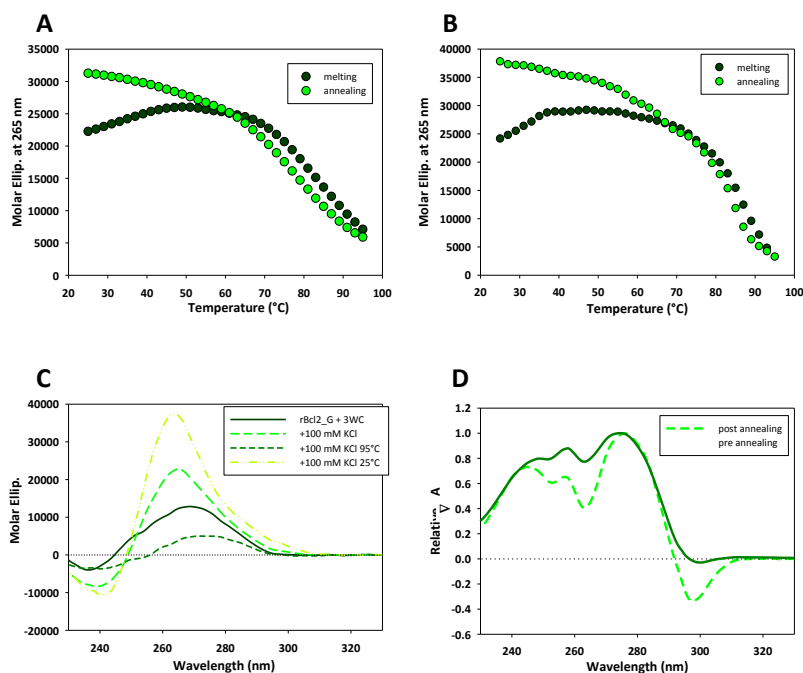 A
35000
30000
25000
20000
15000
10000
5000
0
Molar Ellip. at 265 nm
melting
annealing
20 30 40 50 60 70 80 90 100
Temperature (°C)
B
40000
35000
30000
25000
20000
15000
10000
5000
0
Molar Ellip. at 265 nm
melting
annealing
20 30 40 50 60 70 80 90 100
Temperature (°C)
C
40000
30000
20000
10000
0
-10000
-20000
Molar Ellip.
rBcl2_G + 3WC
+100 mM KCl
+100 mM KCl 95°C
+100 mM KCl 25°C
240 260 280 300 320
Wavelength (nm)
D
1.0
0.8
0.6
0.4
0.2
0.0
-0.2
-0.4
-0.6
A
post annealing
pre annealing
240 260 280 300 320
Wavelength (nm)